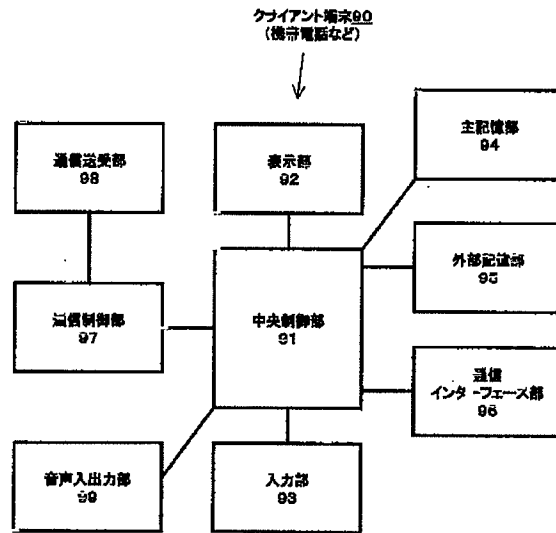 クライアント端末90
(携帯電話など)
主記憶部
94
通信送受部
98
表示部
92
外部記憶部
95
中央制御部
91
通信制御部
97
通信
インターフェース部
96
音声入出力部
99
入力部
93